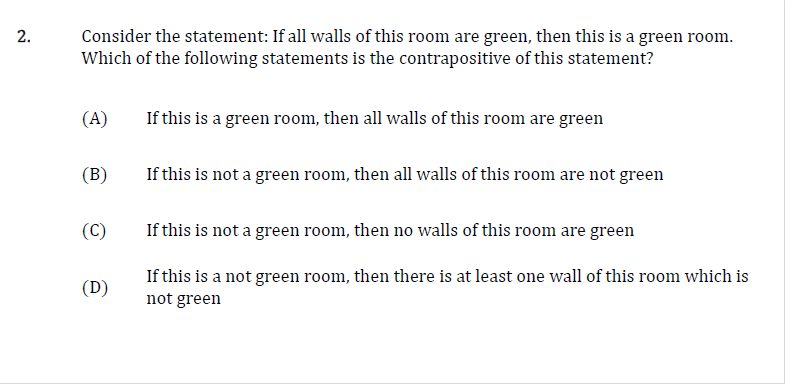 2. Consider the statement: If all walls of this room are green, then this is a green room.
Which of the following statements is the contrapositive of this statement?
(A) If this is a green room, then all walls of this room are green
(B) If this is not a green room, then all walls of this room are not green
(C) If this is not a green room, then no walls of this room are green
(D) If this is a not green room, then there is at least one wall of this room which is
not green